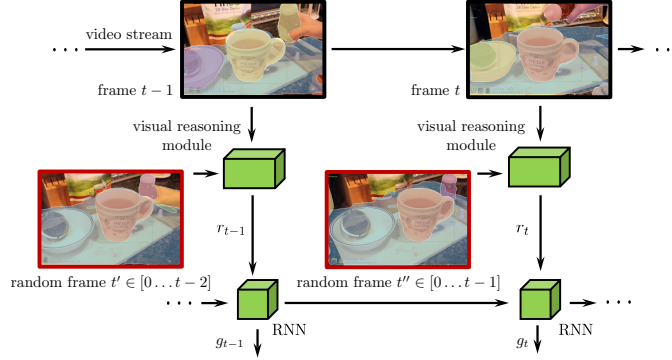 video stream
frame t − 1
frame t
visual reasoning
module
visual reasoning
module
r_{t−1}
r_t
random frame t′ ∈ [0 … t − 2]
random frame t″ ∈ [0 … t − 1]
RNN
RNN
g_{t−1}
g_t